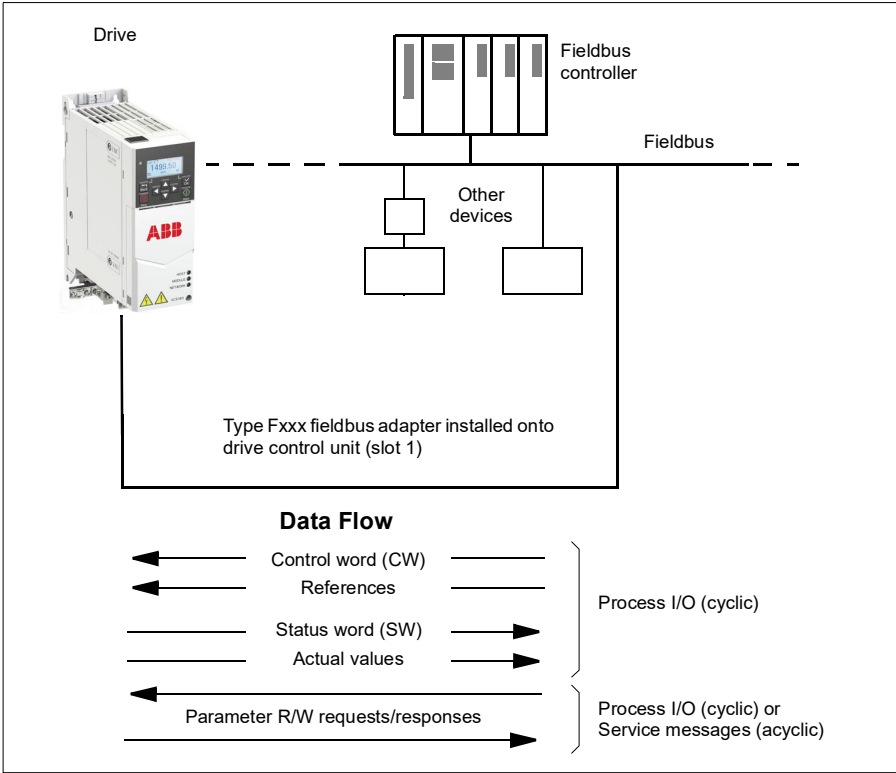 Drive
Fieldbus
controller
Fieldbus
Other
devices
1499.50
ABB
Type Fxxx fieldbus adapter installed onto
drive control unit (slot 1)
Data Flow
Control word (CW)
References
Process I/O (cyclic)
Status word (SW)
Actual values
Parameter R/W requests/responses
Process I/O (cyclic) or
Service messages (acyclic)